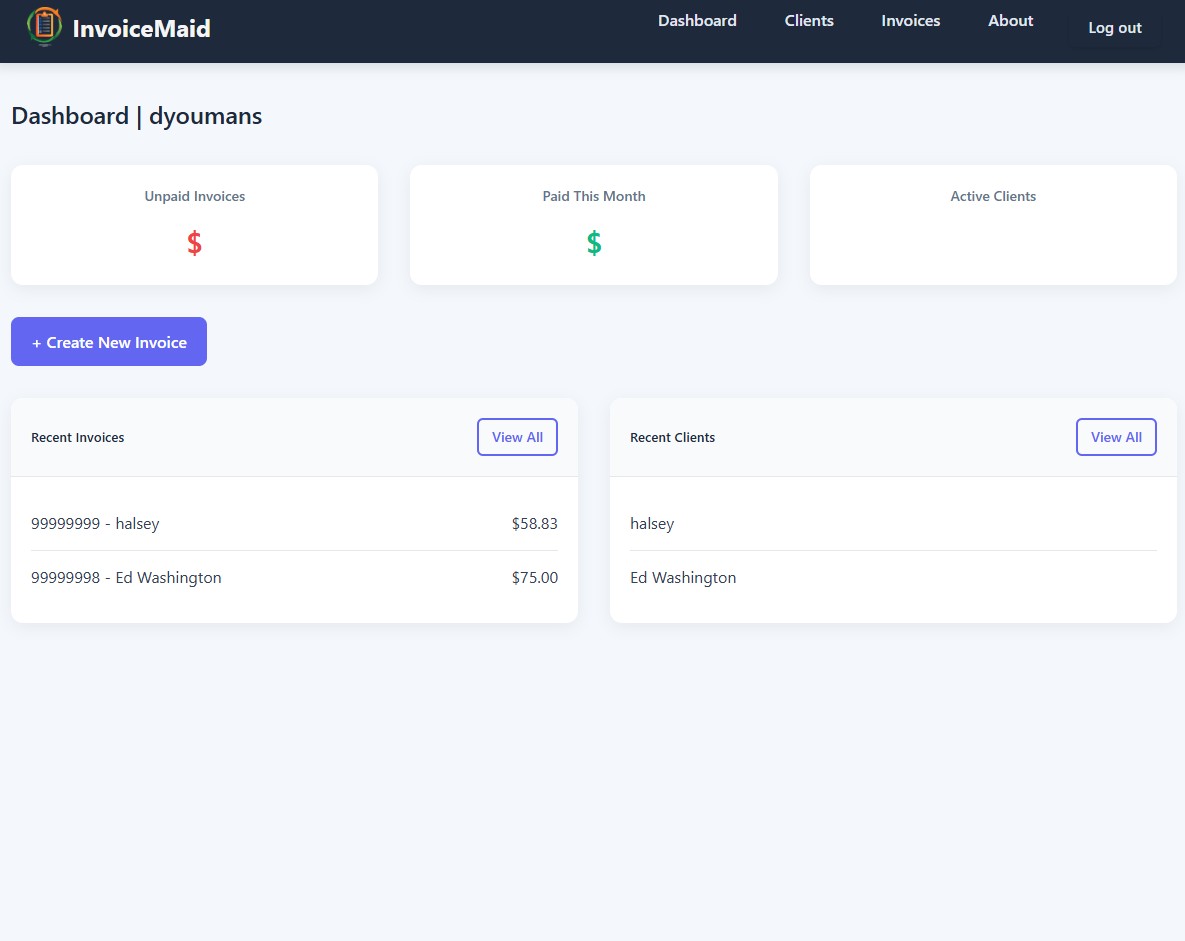 InvoiceMaid
Dashboard Clients Invoices About Log out
Dashboard | dyoumans
Unpaid Invoices
$
Paid This Month
$
Active Clients
+ Create New Invoice
Recent Invoices View All
99999999 - halsey $58.83
99999998 - Ed Washington $75.00
Recent Clients View All
halsey
Ed Washington